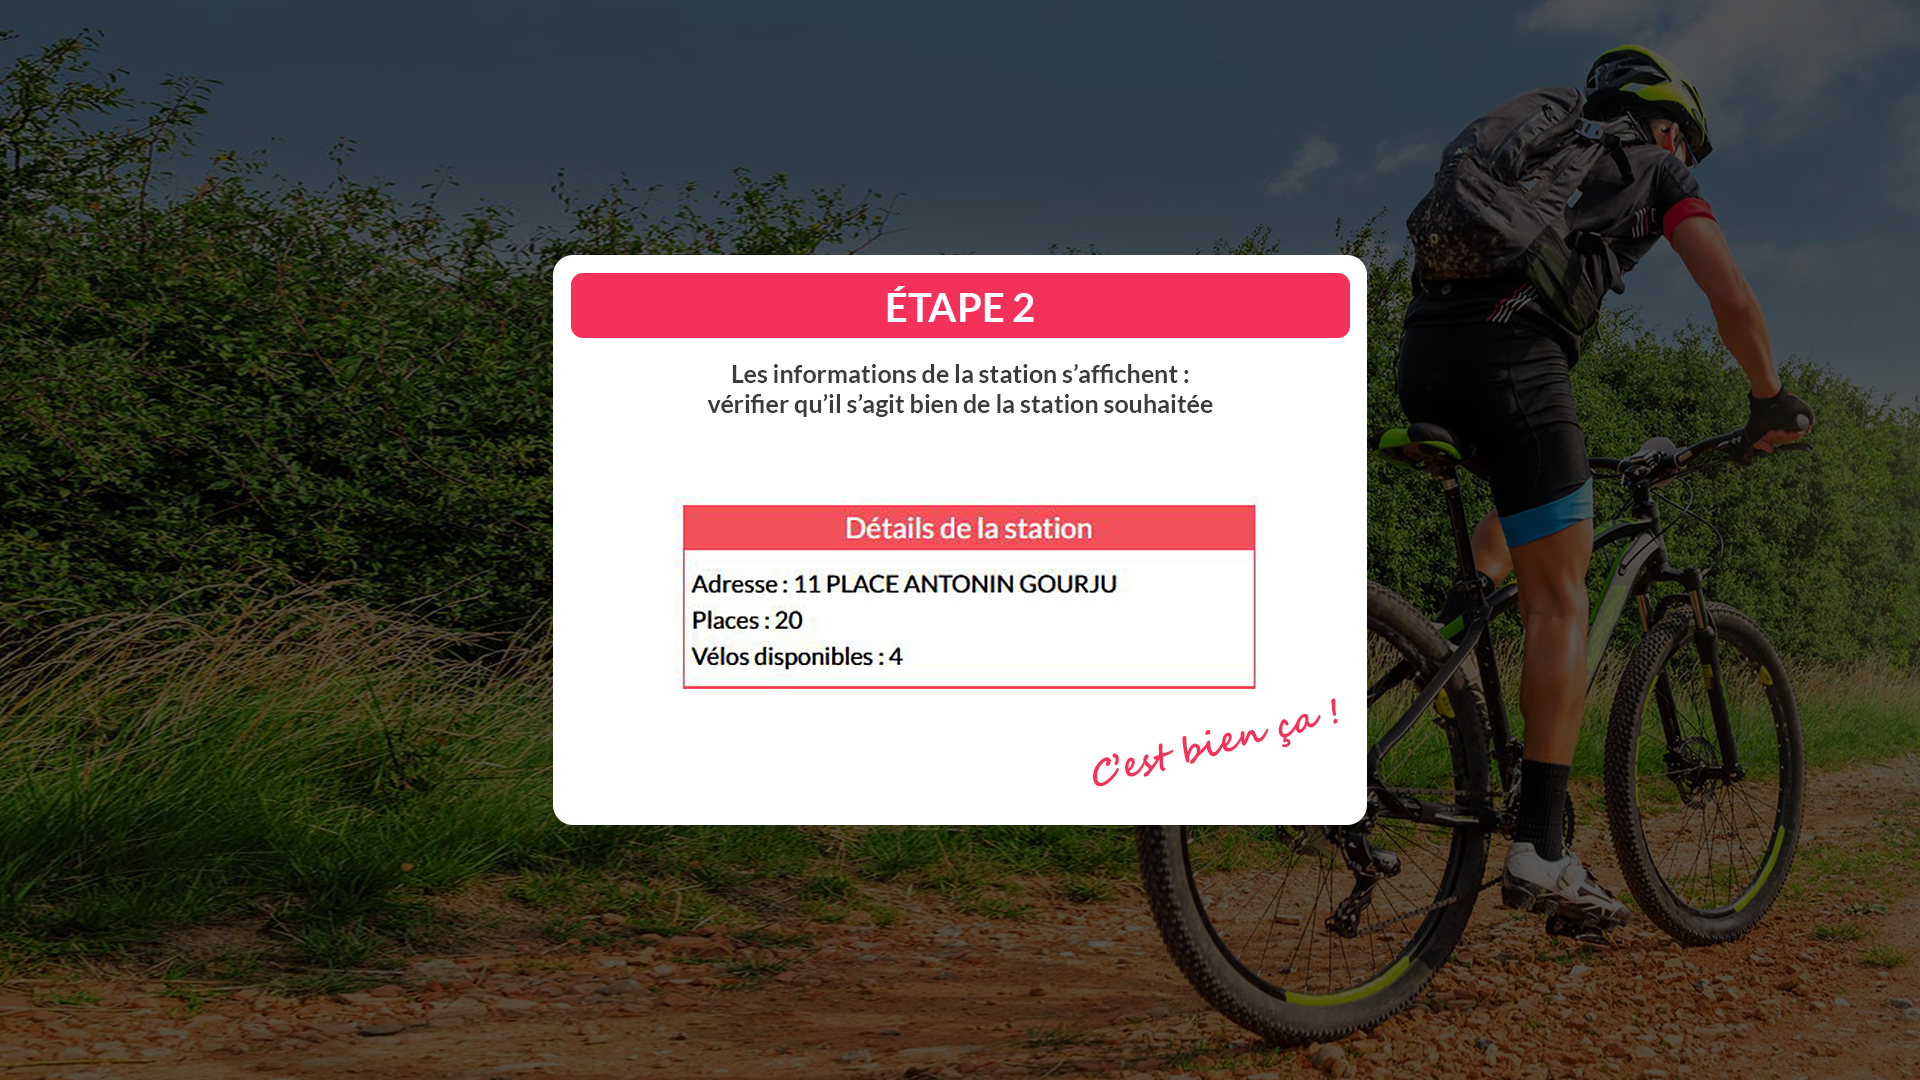 ÉTAPE 2
Les informations de la station s’affichent :
vérifier qu’il s’agit bien de la station souhaitée
Détails de la station
Adresse : 11 PLACE ANTONIN GOURJU
Places : 20
Vélos disponibles : 4
C’est bien ça !